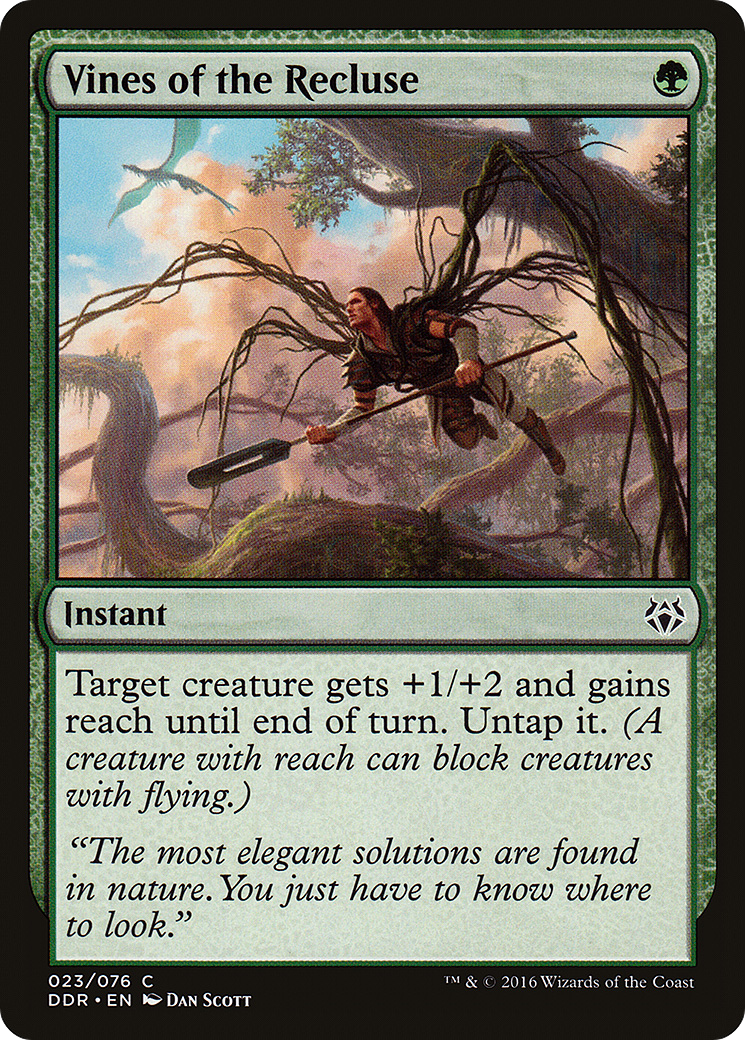 Vines of the Recluse
Instant
Target creature gets +1/+2 and gains
reach until end of turn. Untap it. (A
creature with reach can block creatures
with flying.)
“The most elegant solutions are found
in nature. You just have to know where
to look.”
023/076 C
DDR • EN Dan Scott
™ & © 2016 Wizards of the Coast